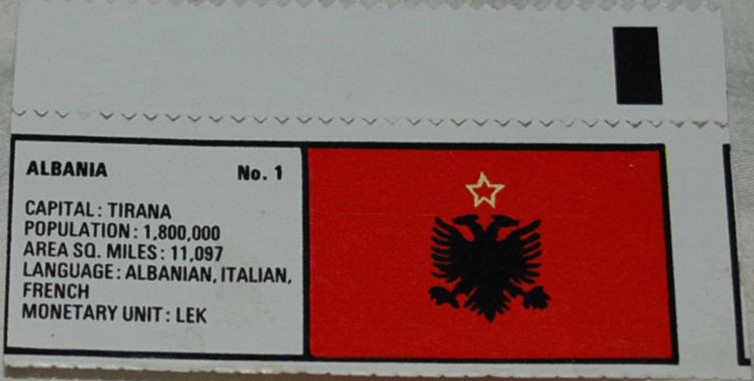 ALBANIA No. 1
CAPITAL: TIRANA
POPULATION: 1,800,000
AREA SQ. MILES: 11,097
LANGUAGE: ALBANIAN, ITALIAN,
FRENCH
MONETARY UNIT: LEK